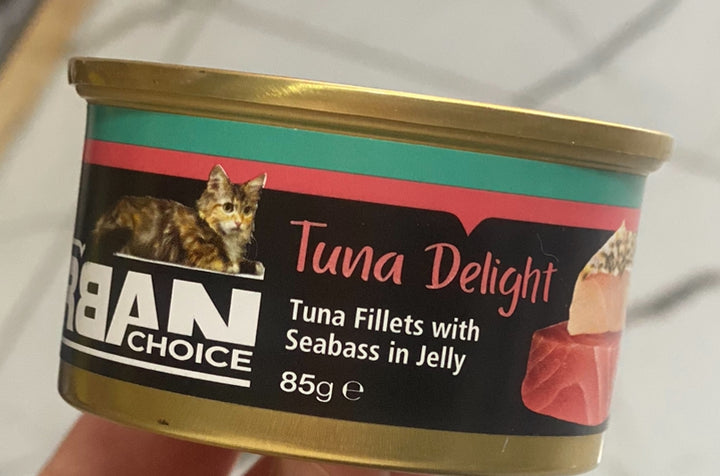 Tuna Delight
RBAN
CHOICE
Tuna Fillets with
Seabass in Jelly
85g ℮